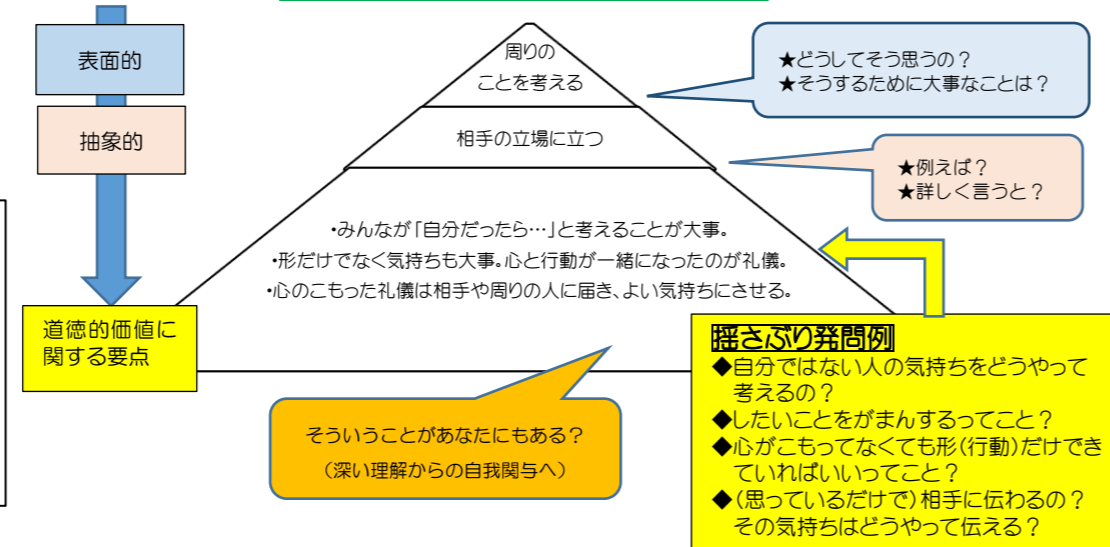 表面的
抽象的
道徳的価値に
関する要点
周りの
ことを考える
相手の立場に立つ
・みんなが「自分だったら…」と考えることが大事。
・形だけでなく気持ちも大事。心と行動が一緒になったのが礼儀。
・心のこもった礼儀は相手や周りの人に届き、よい気持ちにさせる。
★どうしてそう思うの？
★そうするために大事なことは？
★例えば？
★詳しく言うと？
そういうことがあなたにもある？
（深い理解からの自我関与へ）
揺さぶり発問例
◆自分ではない人の気持ちをどうやって
考えるの？
◆したいことをがまんするってこと？
◆心がこもってなくても形(行動)だけでき
ていればいいってこと？
◆(思っているだけで)相手に伝わるの？
その気持ちはどうやって伝える？